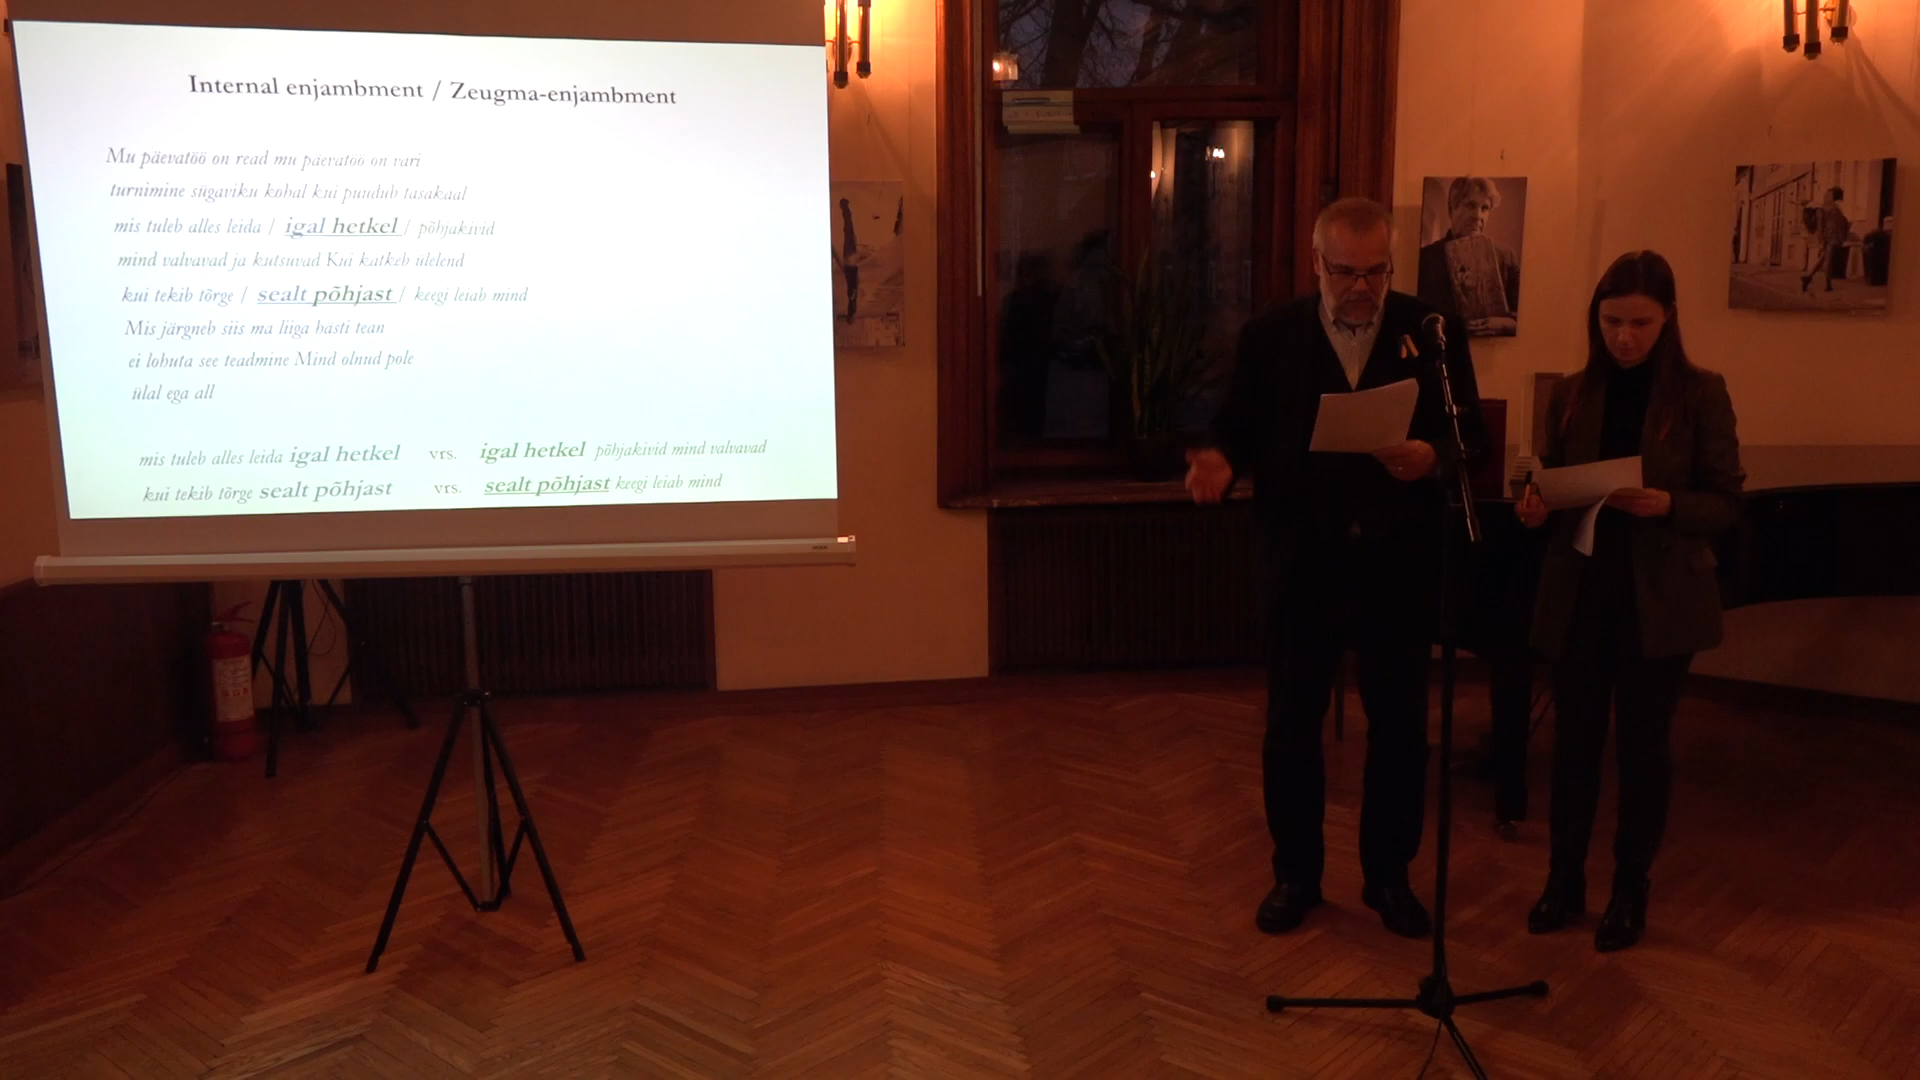 Internal enjambment / Zeugma-enjambment
Mu päevatöö on read mu päevatöö on vari
turnimine sügaviku kohal kui puudub tasakaal
mis tuleb alles leida / igal hetkel / põhjakivid
mind valvavad ja kutsuvad Kui katkeb ülelend
kui tekib tõrge / sealt põhjast / keegi leiab mind
Mis järgneb siis ma liiga hästi tean
ei lohuta see teadmine Mind olnud pole
ülal ega all
mis tuleb alles leida igal hetkel vrs. igal hetkel põhjakivid mind valvavad
kui tekib tõrge sealt põhjast vrs. sealt põhjast keegi leiab mind